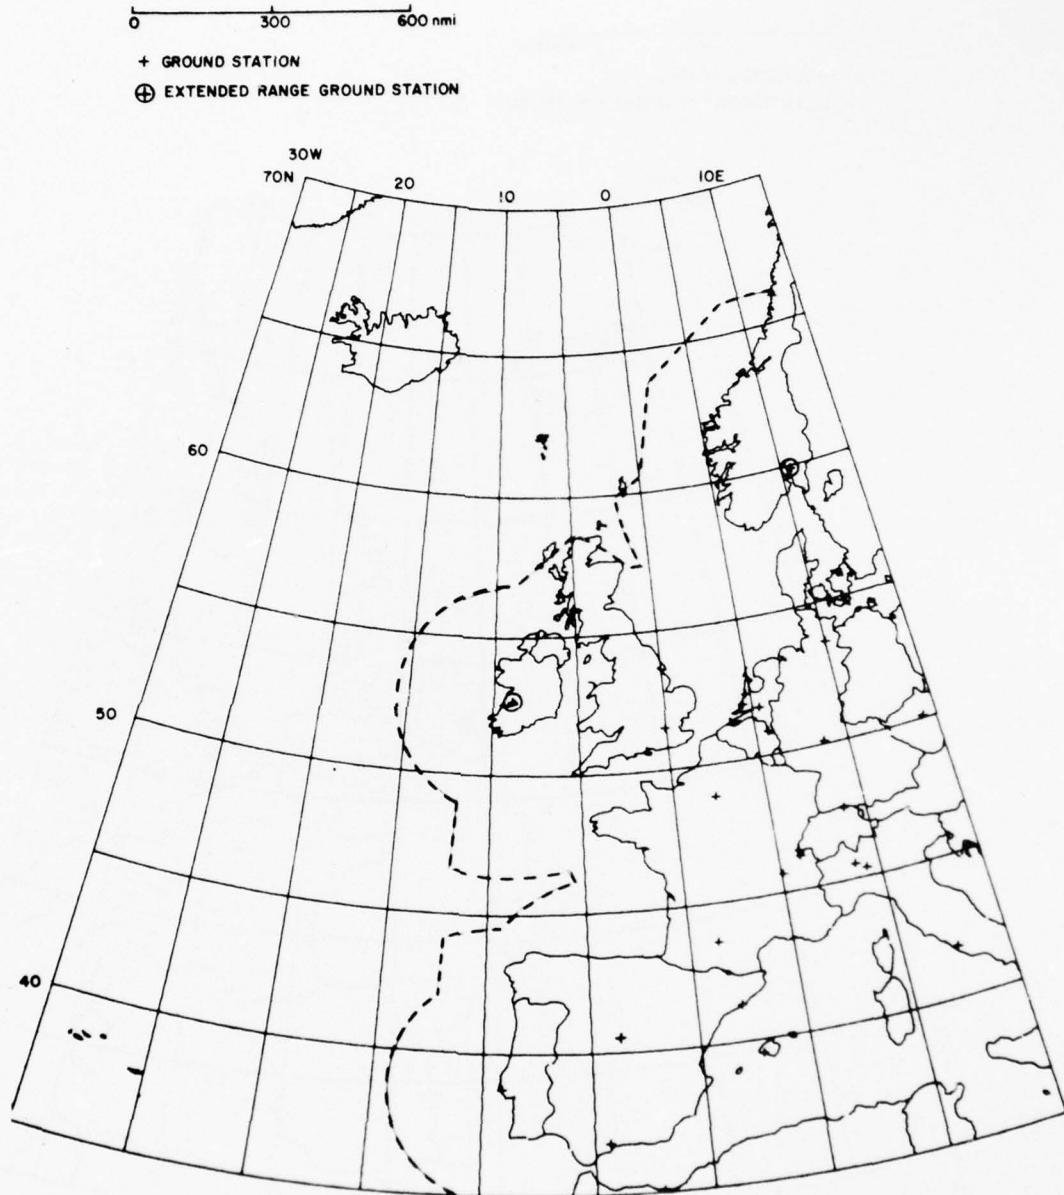 0 300 600 nmi
+ GROUND STATION
⊕ EXTENDED RANGE GROUND STATION
30W
70N 20 10 0 10E
60
50
40